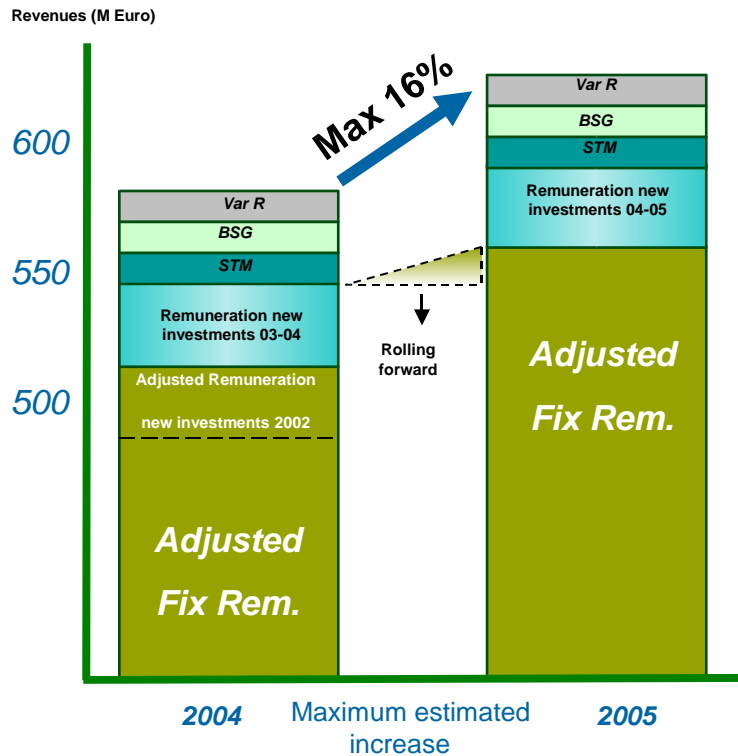 Revenues (M Euro)
600
550
500
Max 16%
Var R
BSG
STM
Remuneration new
investments 03-04
Adjusted Remuneration
new investments 2002
Adjusted
Fix Rem.
Rolling
forward
Var R
BSG
STM
Remuneration new
investments 04-05
Adjusted
Fix Rem.
2004
Maximum estimated
increase
2005